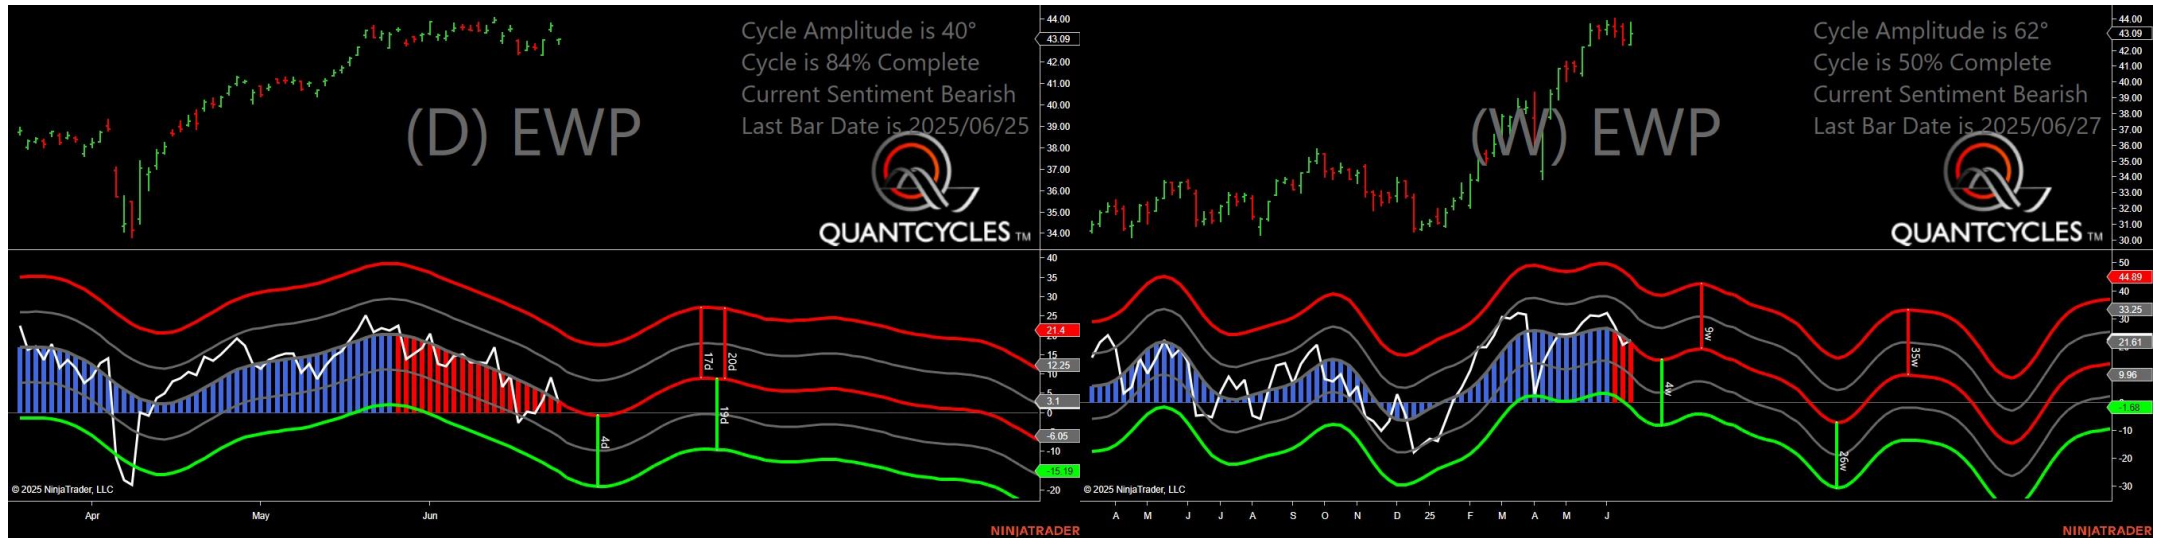 Cycle Amplitude is 40°
Cycle is 84% Complete
Current Sentiment Bearish
Last Bar Date is 2025/06/25
(D) EWP
QUANTCYCLES TM
44.00
43.09
42.00
41.00
40.00
39.00
38.00
37.00
36.00
35.00
34.00
40
35
30
25
21.4
20
15
12.25
10
5
3.1
0
-5
-6.05
-10
-15.19
-20
4d
17d
20d
19d
© 2025 NinjaTrader, LLC
Apr
May
Jun
NINJATRADER
Cycle Amplitude is 62°
Cycle is 50% Complete
Current Sentiment Bearish
Last Bar Date is 2025/06/27
(W) EWP
QUANTCYCLES TM
44.00
43.09
42.00
41.00
40.00
39.00
38.00
37.00
36.00
35.00
34.00
33.00
32.00
31.00
30.00
50
44.89
40
33.25
30
21.61
9.96
0
-1.68
-10
-20
-30
9w
4w
35w
26w
© 2025 NinjaTrader, LLC
A
M
J
J
A
S
O
N
D
25
F
M
A
M
J
NINJATRADER